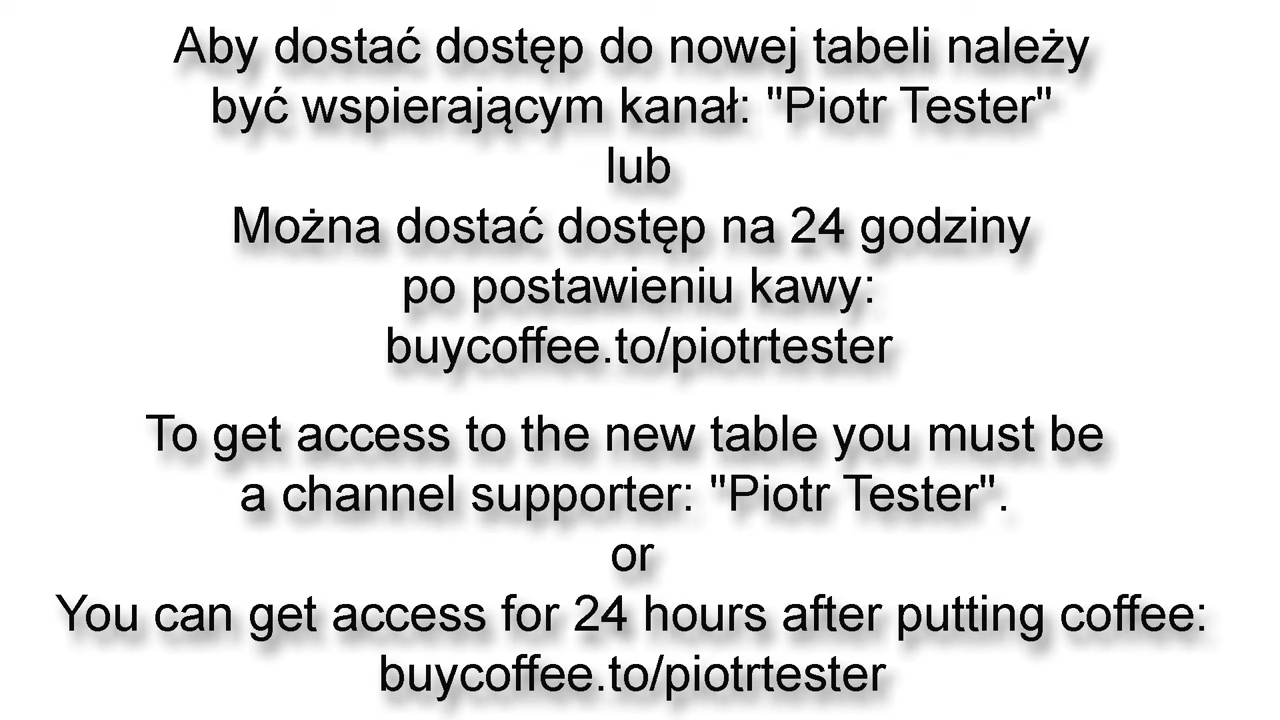 Aby dostać dostęp do nowej tabeli należy
być wspierającym kanał: "Piotr Tester"
lub
Można dostać dostęp na 24 godziny
po postawieniu kawy:
buycoffee.to/piotrtester
To get access to the new table you must be
a channel supporter: "Piotr Tester".
or
You can get access for 24 hours after putting coffee:
buycoffee.to/piotrtester